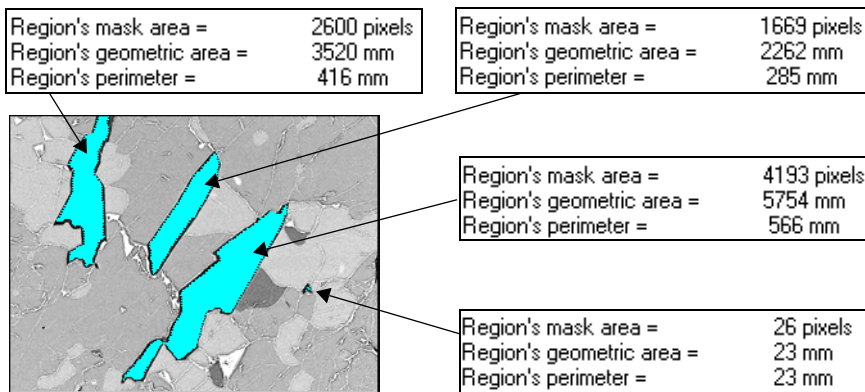 Region's mask area = 2600 pixels
Region's geometric area = 3520 mm
Region's perimeter = 416 mm
Region's mask area = 1669 pixels
Region's geometric area = 2262 mm
Region's perimeter = 285 mm
Region's mask area = 4193 pixels
Region's geometric area = 5754 mm
Region's perimeter = 566 mm
Region's mask area = 26 pixels
Region's geometric area = 23 mm
Region's perimeter = 23 mm